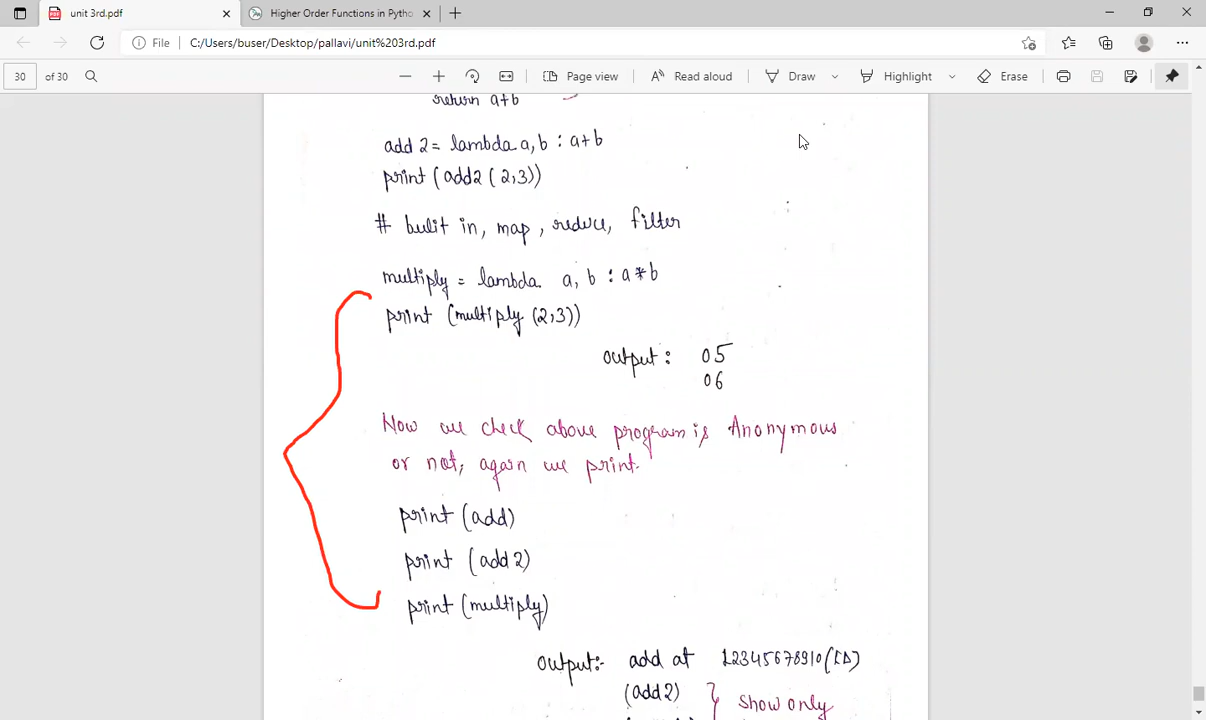 unit 3rd.pdf
Higher Order Functions in Pytho
File C:/Users/buser/Desktop/pallavi/unit%203rd.pdf
30 of 30 Page view Read aloud Draw Highlight Erase
return a+b
add 2 = lambda a, b : a+b
print (add2 ( 2,3))
# bulit in, map, reduce, filter
multiply = lambda a, b : a*b
print (multiply (2,3))
output : 05
06
Now we check above program is Anonymous
or not, again we print.
print (add)
print (add 2)
print (multiply)
output:- add at 12345678910(ID)
(add2) } show only